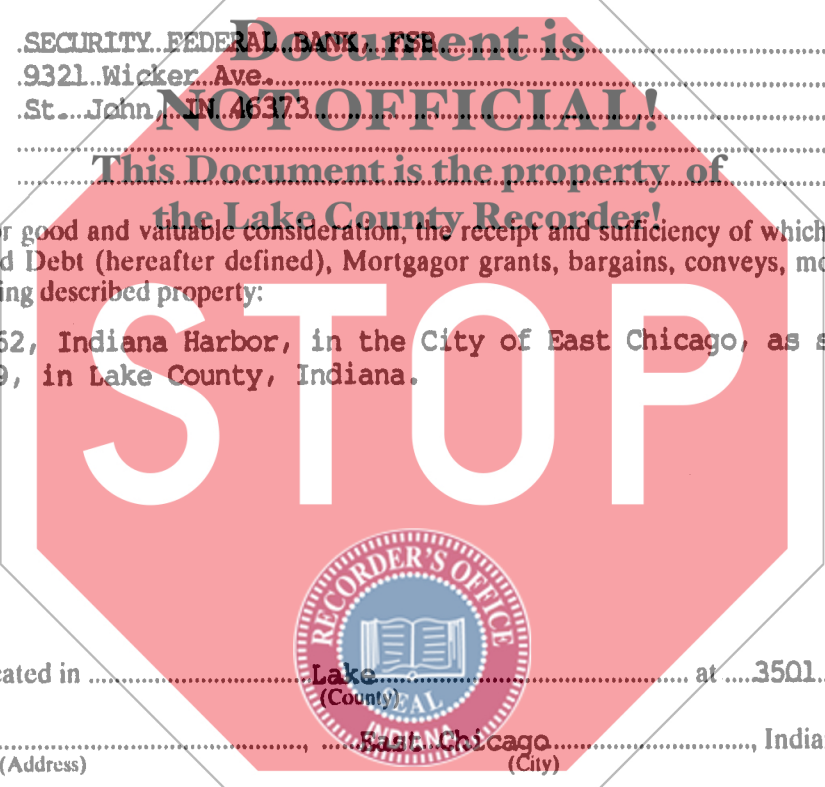 Document is
SECURITY FEDERAL BANK, FSB
9321 Wicker Ave.
St. John, IN 46373
NOT OFFICIAL!
This Document is the property of
the Lake County Recorder!
r good and valuable consideration, the receipt and sufficiency of which
d Debt (hereafter defined), Mortgagor grants, bargains, conveys, mo
ing described property:
62, Indiana Harbor, in the City of East Chicago, as s
9, in Lake County, Indiana.
STOP
RECORDER'S OFFICE
SEAL
INDIANA
cated in Lake at 3501
(County)
East Chicago, India
(Address) (City)